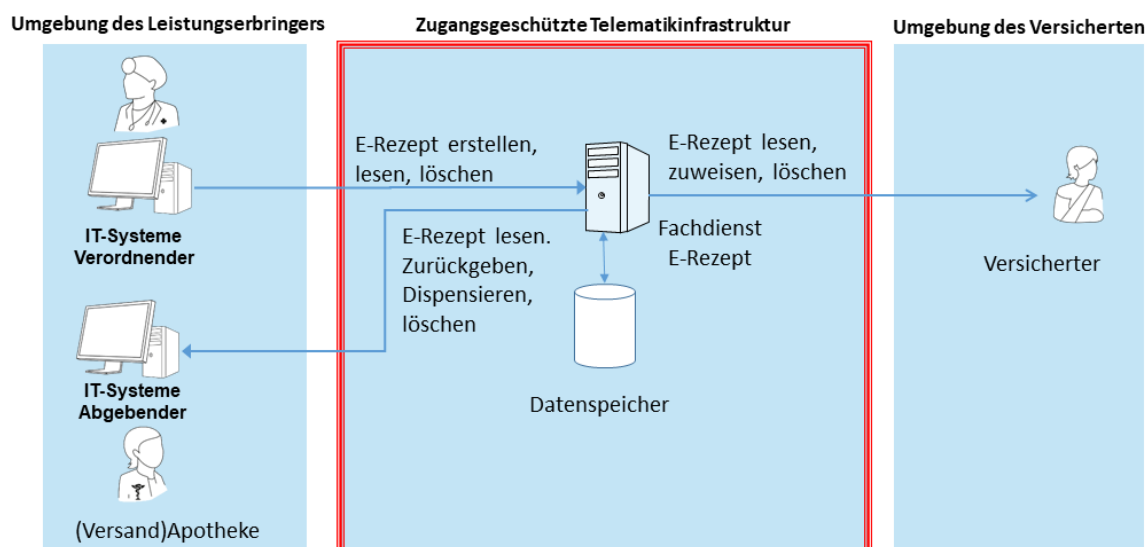 Umgebung des Leistungserbringers
Zugangsgeschützte Telematikinfrastruktur
Umgebung des Versicherten
IT-Systeme
Verordnender
IT-Systeme
Abgebender
(Versand)Apotheke
E-Rezept erstellen,
lesen, löschen
E-Rezept lesen.
Zurückgeben,
Dispensieren,
löschen
E-Rezept lesen,
zuweisen, löschen
Fachdienst
E-Rezept
Datenspeicher
Versicherter